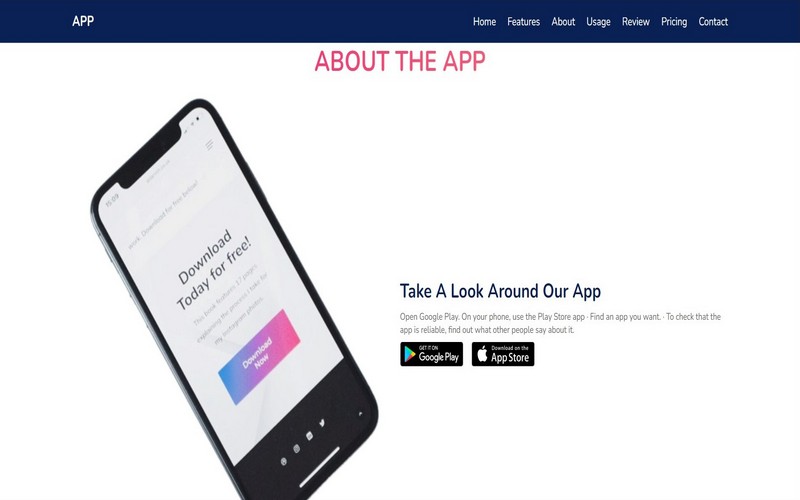 APP
Home Features About Usage Review Pricing Contact
ABOUT THE APP
15:09
work. Download for free below!
Download
Today for free!
This book features 17 pages,
explaining the process I take for
my instagram photos.
Download
Now
Take A Look Around Our App
Open Google Play. On your phone, use the Play Store app · Find an app you want. · To check that the
app is reliable, find out what other people say about it.
GET IT ON
Google Play
Download on the
App Store